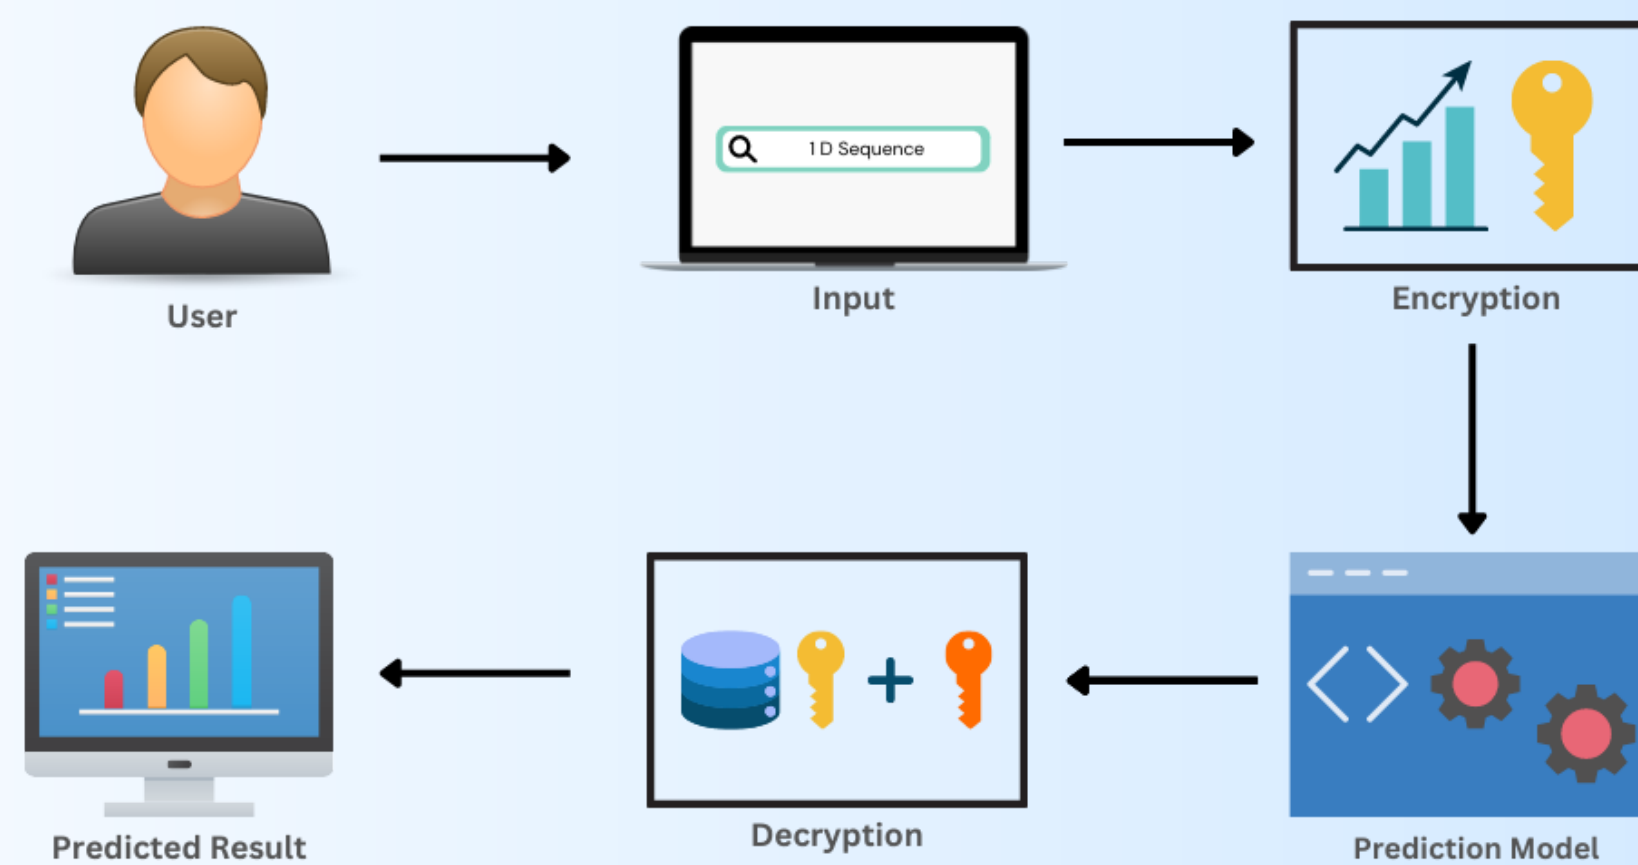 1 D Sequence
User
Input
Encryption
Predicted Result
Decryption
Prediction Model